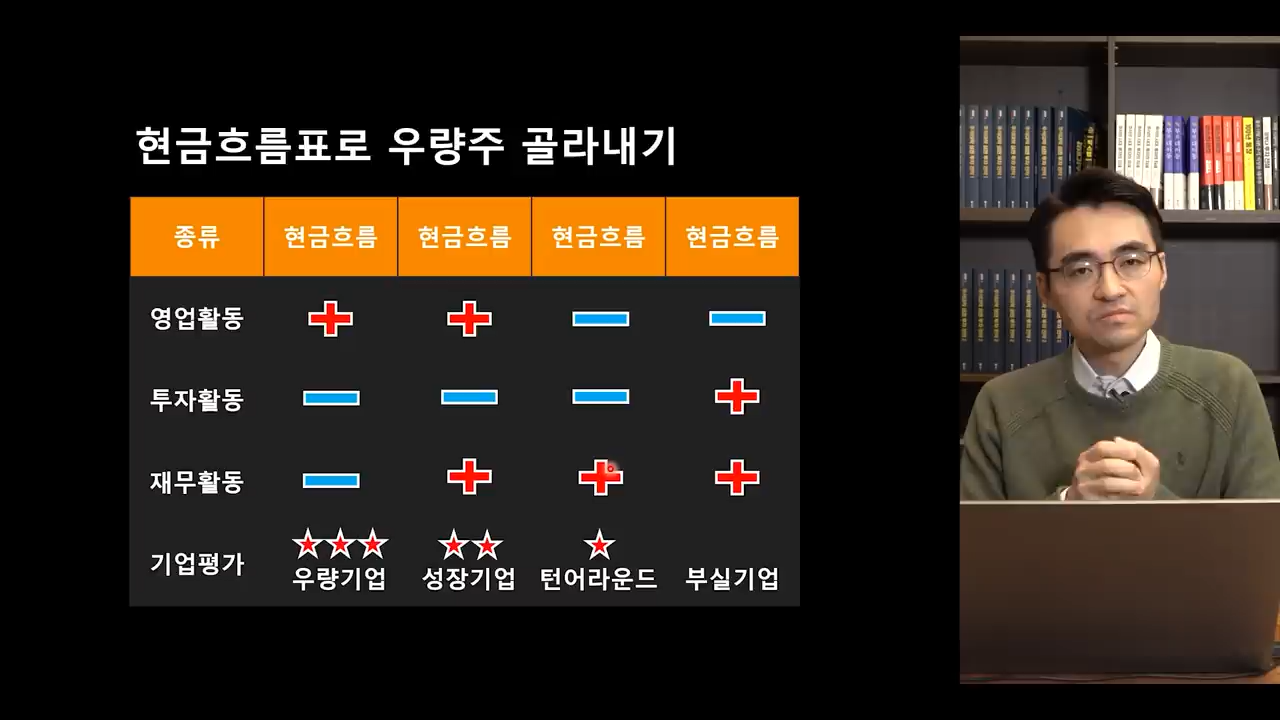 현금흐름표로 우량주 골라내기
종류 현금흐름 현금흐름 현금흐름 현금흐름
영업활동
투자활동
재무활동
기업평가
우량기업 성장기업 턴어라운드 부실기업